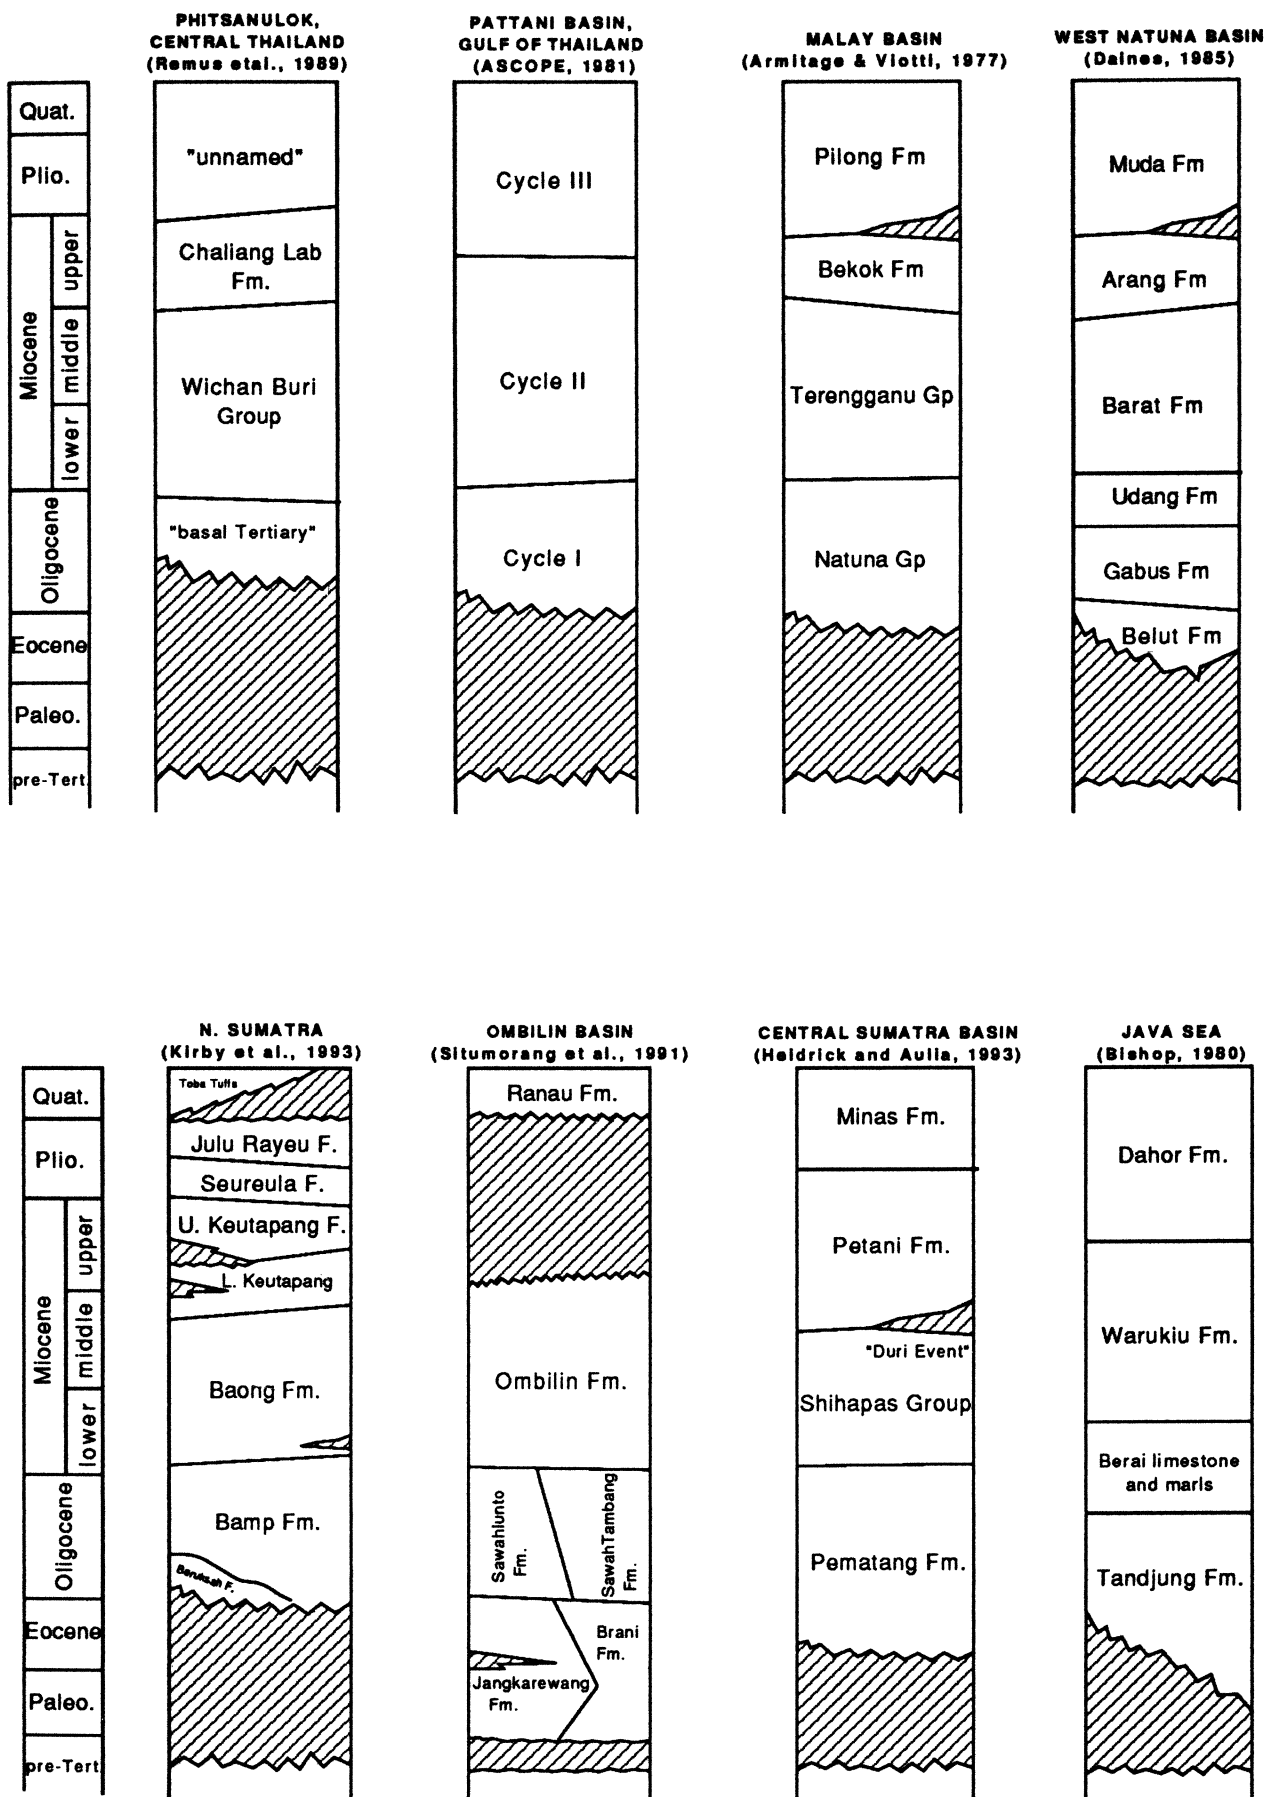 PHITSANULOK,
CENTRAL THAILAND
(Remus etal., 1989)
PATTANI BASIN,
GULF OF THAILAND
(ASCOPE, 1981)
MALAY BASIN
(Armitage & Viotti, 1977)
WEST NATUNA BASIN
(Daines, 1985)
Quat.
Plio.
Miocene
upper
middle
lower
Oligocene
Eocene
Paleo.
pre-Tert.
"unnamed"
Chaliang Lab
Fm.
Wichan Buri
Group
"basal Tertiary"
Cycle III
Cycle II
Cycle I
Pilong Fm
Bekok Fm
Terengganu Gp
Natuna Gp
Muda Fm
Arang Fm
Barat Fm
Udang Fm
Gabus Fm
Belut Fm
N. SUMATRA
(Kirby et al., 1993)
OMBILIN BASIN
(Situmorang et al., 1991)
CENTRAL SUMATRA BASIN
(Heidrick and Aulia, 1993)
JAVA SEA
(Bishop, 1980)
Quat.
Plio.
Miocene
upper
middle
lower
Oligocene
Eocene
Paleo.
pre-Tert.
Toba Tuffs
Julu Rayeu F.
Seureula F.
U. Keutapang F.
L. Keutapang
Baong Fm.
Bamp Fm.
F.
Ranau Fm.
Ombilin Fm.
Sawahlunto
Fm.
SawahTambang
Fm.
Brani
Fm.
Jangkarewang
Fm.
Minas Fm.
Petani Fm.
"Duri Event"
Shihapas Group
Pematang Fm.
Dahor Fm.
Warukiu Fm.
Berai limestone
and marls
Tandjung Fm.